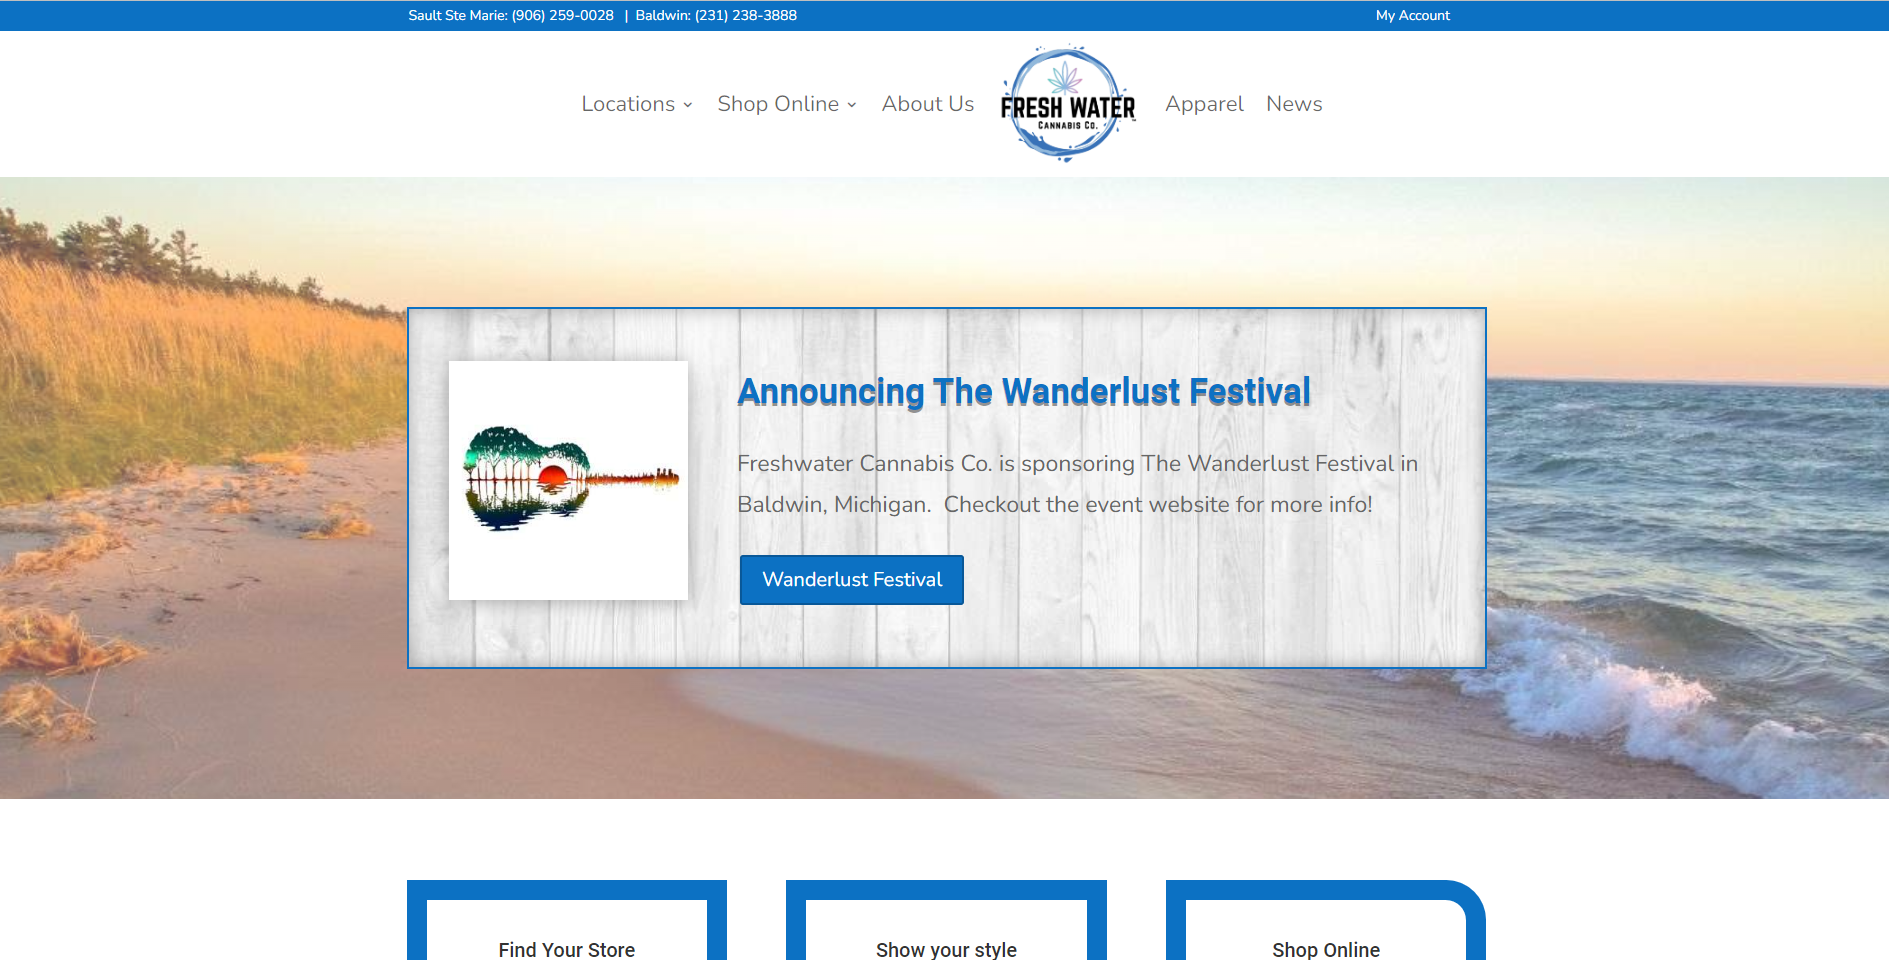 Sault Ste Marie: (906) 259-0028 | Baldwin: (231) 238-3888
My Account
Locations
Shop Online
About Us
FRESH WATER
CANNABIS CO.
Apparel
News
Announcing The Wanderlust Festival
Freshwater Cannabis Co. is sponsoring The Wanderlust Festival in
Baldwin, Michigan. Checkout the event website for more info!
Wanderlust Festival
Find Your Store
Show your style
Shop Online